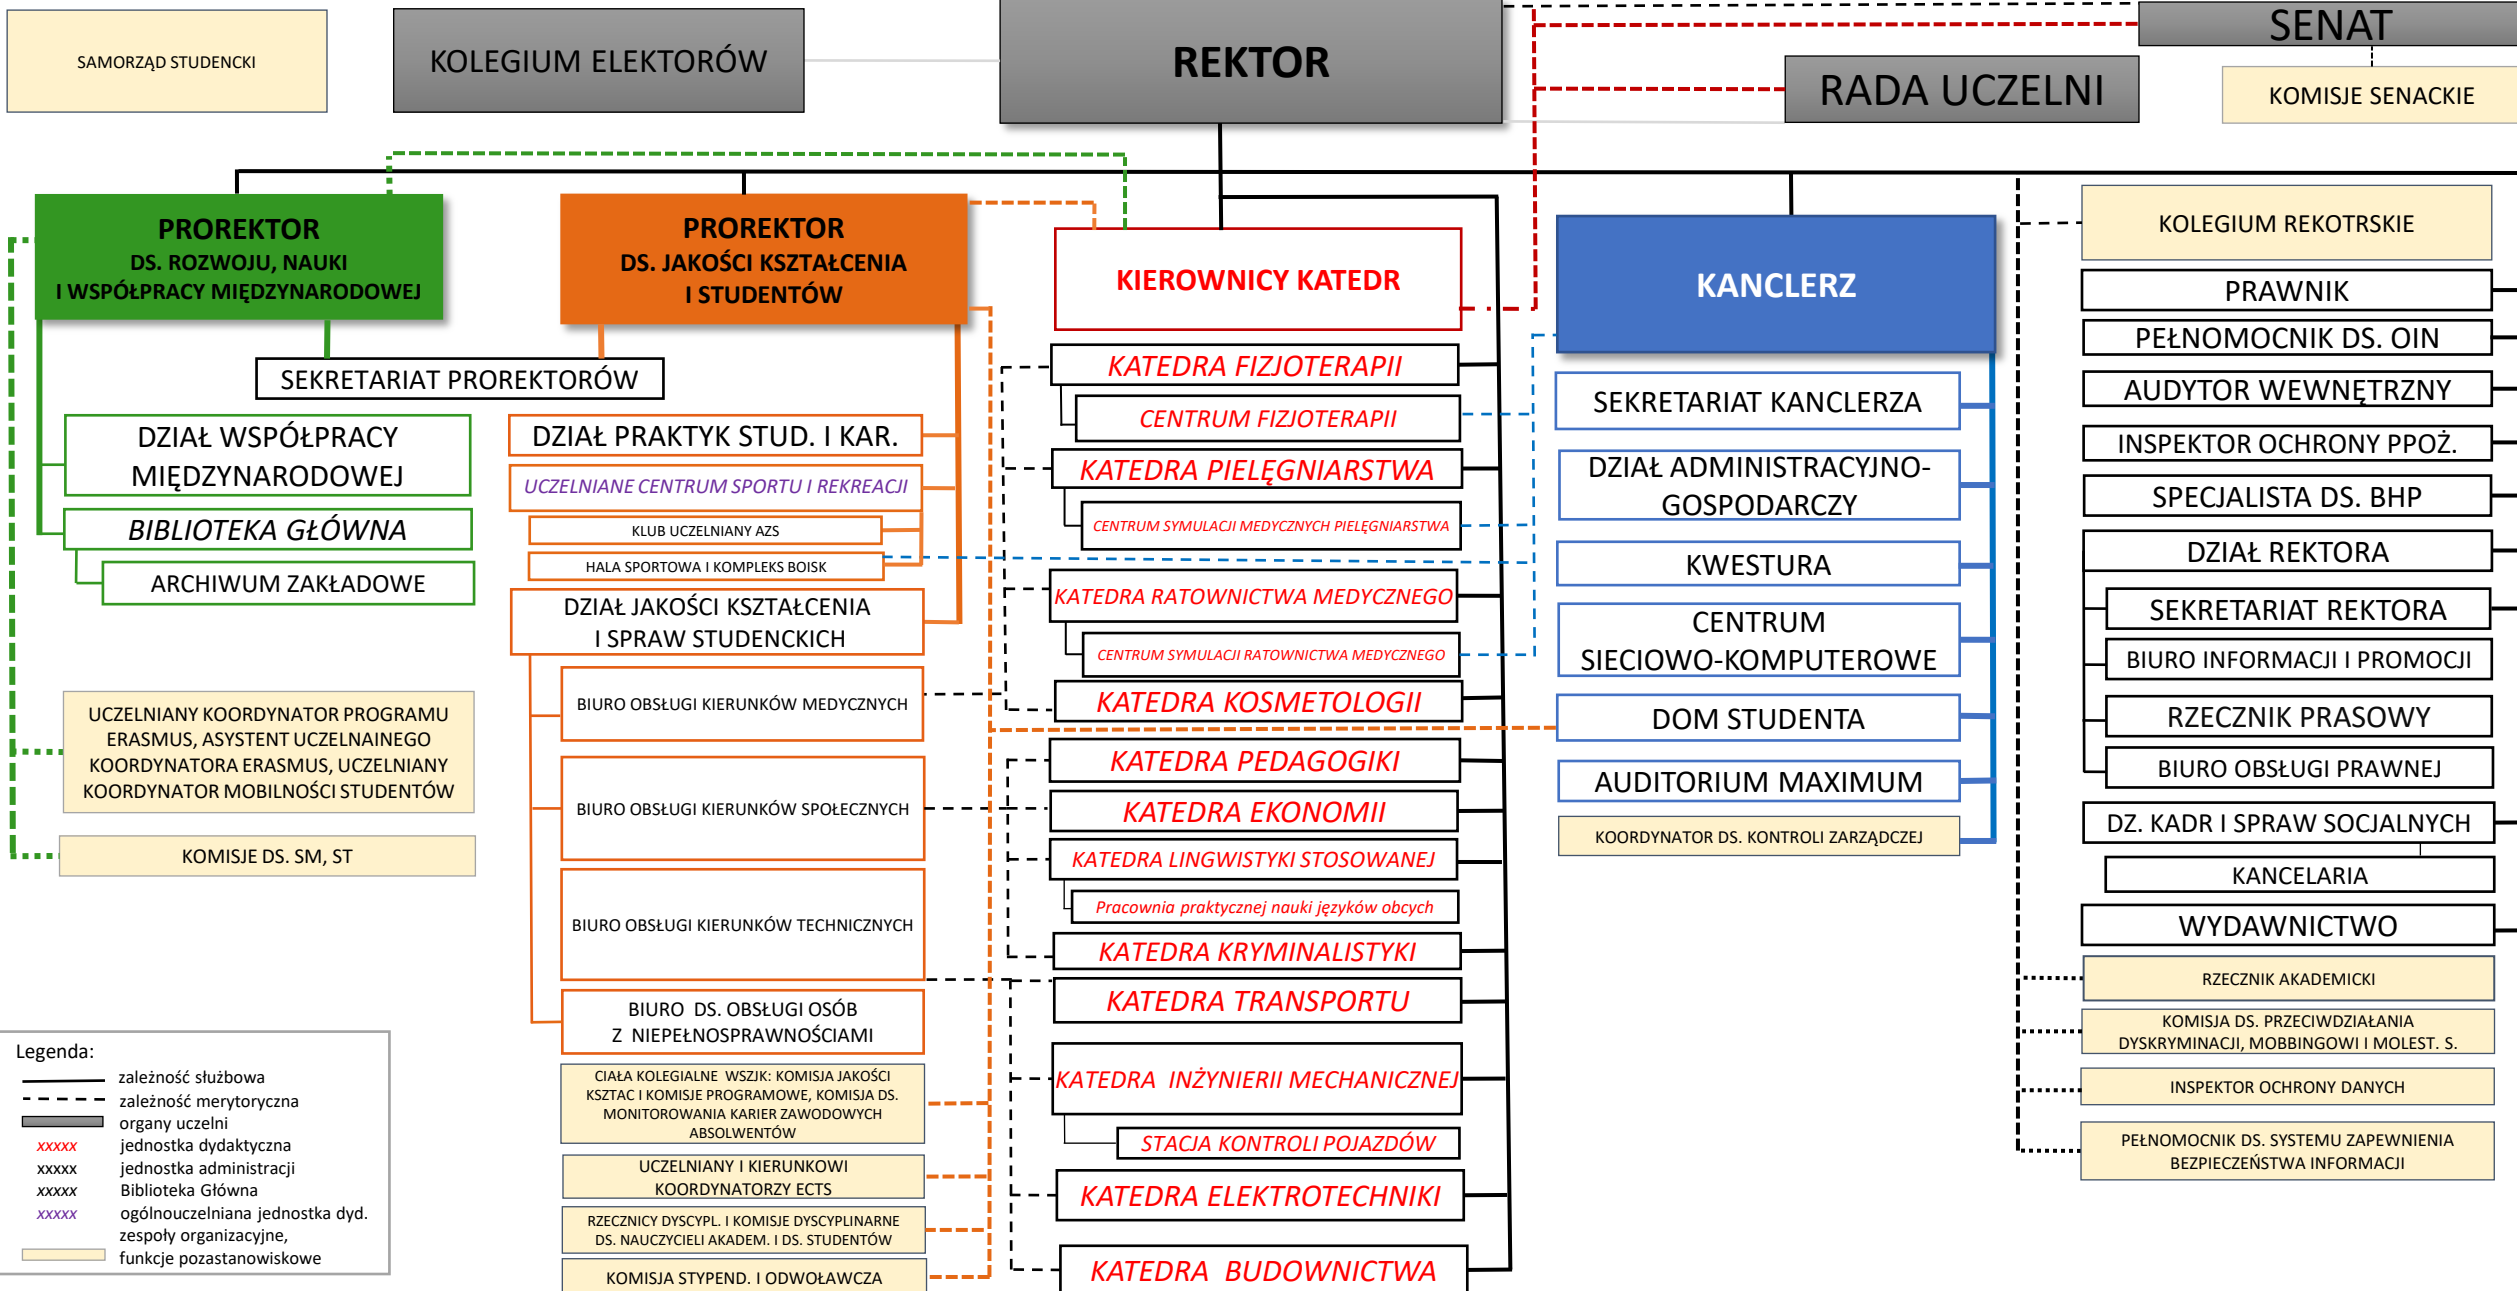 SAMORZĄD STUDENCKI
KOLEGIUM ELEKTORÓW
REKTOR
SENAT
RADA UCZELNI
KOMISJE SENACKIE
PROREKTOR
DS. ROZWOJU, NAUKI
I WSPÓŁPRACY MIĘDZYNARODOWEJ
PROREKTOR
DS. JAKOŚCI KSZTAŁCENIA
I STUDENTÓW
SEKRETARIAT PROREKTORÓW
DZIAŁ WSPÓŁPRACY
MIĘDZYNARODOWEJ
BIBLIOTEKA GŁÓWNA
ARCHIWUM ZAKŁADOWE
UCZELNIANY KOORDYNATOR PROGRAMU
ERASMUS, ASYSTENT UCZELNAINEGO
KOORDYNATORA ERASMUS, UCZELNIANY
KOORDYNATOR MOBILNOŚCI STUDENTÓW
KOMISJE DS. SM, ST
DZIAŁ PRAKTYK STUD. I KAR.
UCZELNIANE CENTRUM SPORTU I REKREACJI
KLUB UCZELNIANY AZS
HALA SPORTOWA I KOMPLEKS BOISK
DZIAŁ JAKOŚCI KSZTAŁCENIA
I SPRAW STUDENCKICH
BIURO OBSŁUGI KIERUNKÓW MEDYCZNYCH
BIURO OBSŁUGI KIERUNKÓW SPOŁECZNYCH
BIURO OBSŁUGI KIERUNKÓW TECHNICZNYCH
BIURO DS. OBSŁUGI OSÓB
Z NIEPEŁNOSPRAWNOŚCIAMI
CIAŁA KOLEGIALNE WSZJK: KOMISJA JAKOŚCI
KSZTAC I KOMISJE PROGRAMOWE, KOMISJA DS.
MONITOROWANIA KARIER ZAWODOWYCH
ABSOLWENTÓW
UCZELNIANY I KIERUNKOWI
KOORDYNATORZY ECTS
RZECZNICY DYSCYPL. I KOMISJE DYSCYPLINARNE
DS. NAUCZYCIELI AKADEM. I DS. STUDENTÓW
KOMISJA STYPEND. I ODWOŁAWCZA
KIEROWNICY KATEDR
KATEDRA FIZJOTERAPII
CENTRUM FIZJOTERAPII
KATEDRA PIELĘGNIARSTWA
CENTRUM SYMULACJI MEDYCZNYCH PIELĘGNIARSTWA
KATEDRA RATOWNICTWA MEDYCZNEGO
CENTRUM SYMULACJI RATOWNICTWA MEDYCZNEGO
KATEDRA KOSMETOLOGII
KATEDRA PEDAGOGIKI
KATEDRA EKONOMII
KATEDRA LINGWISTYKI STOSOWANEJ
Pracownia praktycznej nauki języków obcych
KATEDRA KRYMINALISTYKI
KATEDRA TRANSPORTU
KATEDRA INŻYNIERII MECHANICZNEJ
STACJA KONTROLI POJAZDÓW
KATEDRA ELEKTROTECHNIKI
KATEDRA BUDOWNICTWA
KANCLERZ
SEKRETARIAT KANCLERZA
DZIAŁ ADMINISTRACYJNO-
GOSPODARCZY
KWESTURA
CENTRUM
SIECIOWO-KOMPUTEROWE
DOM STUDENTA
AUDITORIUM MAXIMUM
KOORDYNATOR DS. KONTROLI ZARZĄDCZEJ
KOLEGIUM REKOTRSKIE
PRAWNIK
PEŁNOMOCNIK DS. OIN
AUDYTOR WEWNĘTRZNY
INSPEKTOR OCHRONY PPOŻ.
SPECJALISTA DS. BHP
DZIAŁ REKTORA
SEKRETARIAT REKTORA
BIURO INFORMACJI I PROMOCJI
RZECZNIK PRASOWY
BIURO OBSŁUGI PRAWNEJ
DZ. KADR I SPRAW SOCJALNYCH
KANCELARIA
WYDAWNICTWO
RZECZNIK AKADEMICKI
KOMISJA DS. PRZECIWDZIAŁANIA
DYSKRYMINACJI, MOBBINGOWI I MOLEST. S.
INSPEKTOR OCHRONY DANYCH
PEŁNOMOCNIK DS. SYSTEMU ZAPEWNIENIA
BEZPIECZEŃSTWA INFORMACJI
Legenda:
zależność służbowa
zależność merytoryczna
organy uczelni
xxxxx jednostka dydaktyczna
xxxxx jednostka administracji
xxxxx Biblioteka Główna
xxxxx ogólnouczelniana jednostka dyd.
zespoły organizacyjne,
funkcje pozastanowiskowe